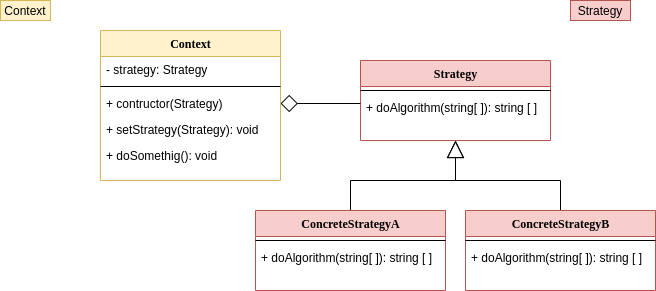 Context
Strategy
Context
- strategy: Strategy
+ contructor(Strategy)
+ setStrategy(Strategy): void
+ doSomethig(): void
Strategy
+ doAlgorithm(string[ ]): string [ ]
ConcreteStrategyA
+ doAlgorithm(string[ ]): string [ ]
ConcreteStrategyB
+ doAlgorithm(string[ ]): string [ ]